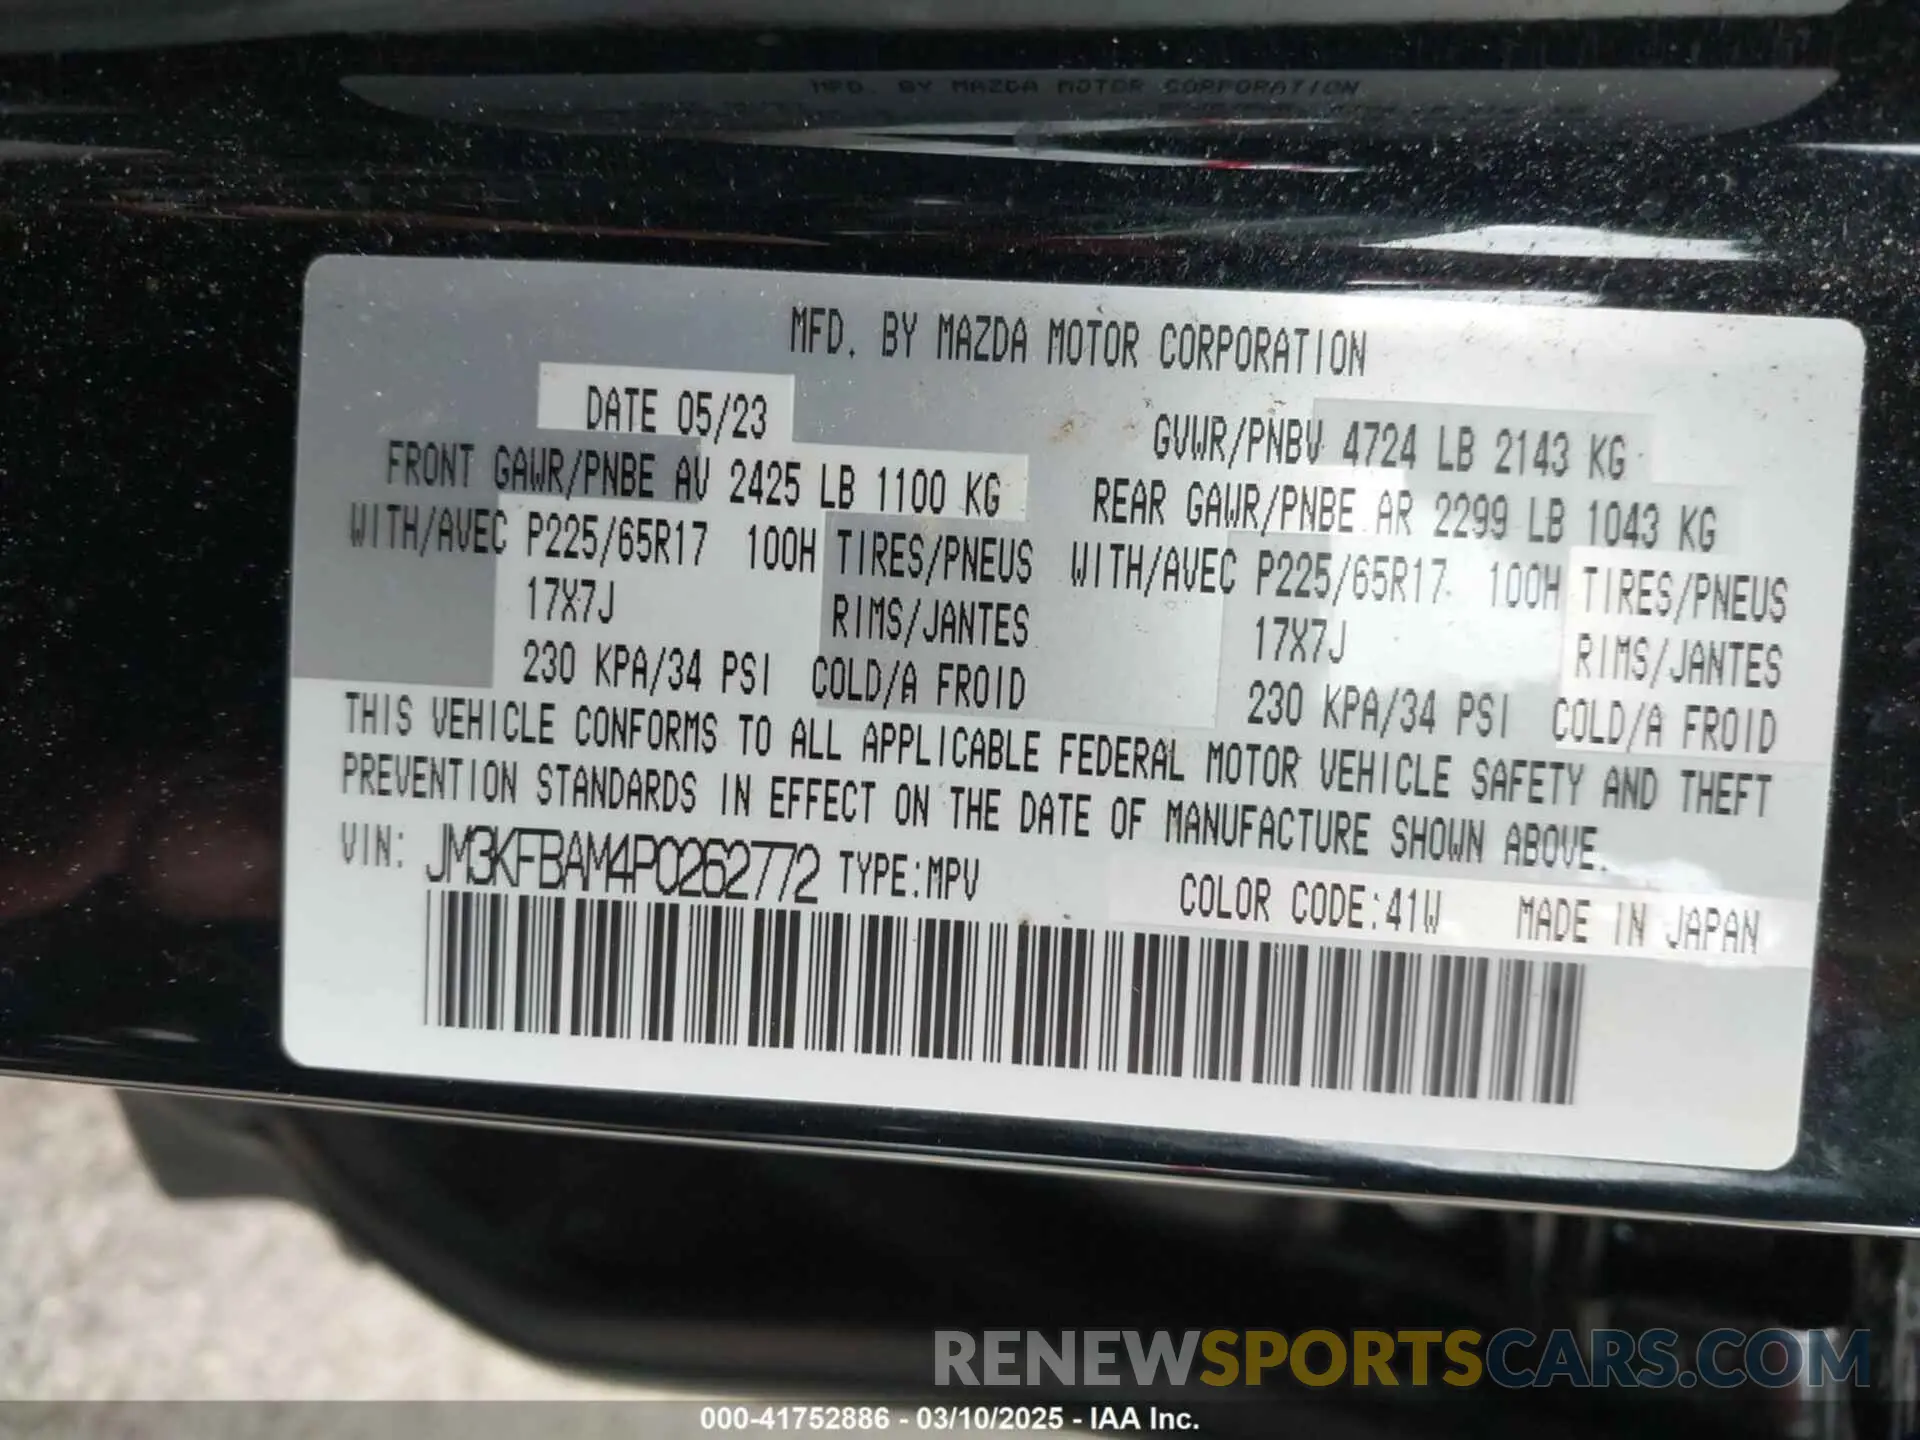 MFD. BY MAZDA MOTOR CORPORATION
MFD. BY MAZDA MOTOR CORPORATION
DATE 05/23 GVWR/PNBV 4724 LB 2143 KG
FRONT GAWR/PNBE AV 2425 LB 1100 KG REAR GAWR/PNBE AR 2299 LB 1043 KG
WITH/AVEC P225/65R17 100H TIRES/PNEUS WITH/AVEC P225/65R17 100H TIRES/PNEUS
17X7J RIMS/JANTES 17X7J RIMS/JANTES
230 KPA/34 PSI COLD/A FROID 230 KPA/34 PSI COLD/A FROID
THIS VEHICLE CONFORMS TO ALL APPLICABLE FEDERAL MOTOR VEHICLE SAFETY AND THEFT
PREVENTION STANDARDS IN EFFECT ON THE DATE OF MANUFACTURE SHOWN ABOVE.
VIN: JM3KFBAM4P0262772 TYPE:MPV COLOR CODE:41W MADE IN JAPAN
RENEWSPORTSCARS.COM
000-41752886 - 03/10/2025 - IAA Inc.